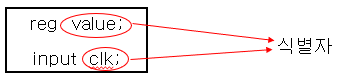 reg value;
input clk;
식별자